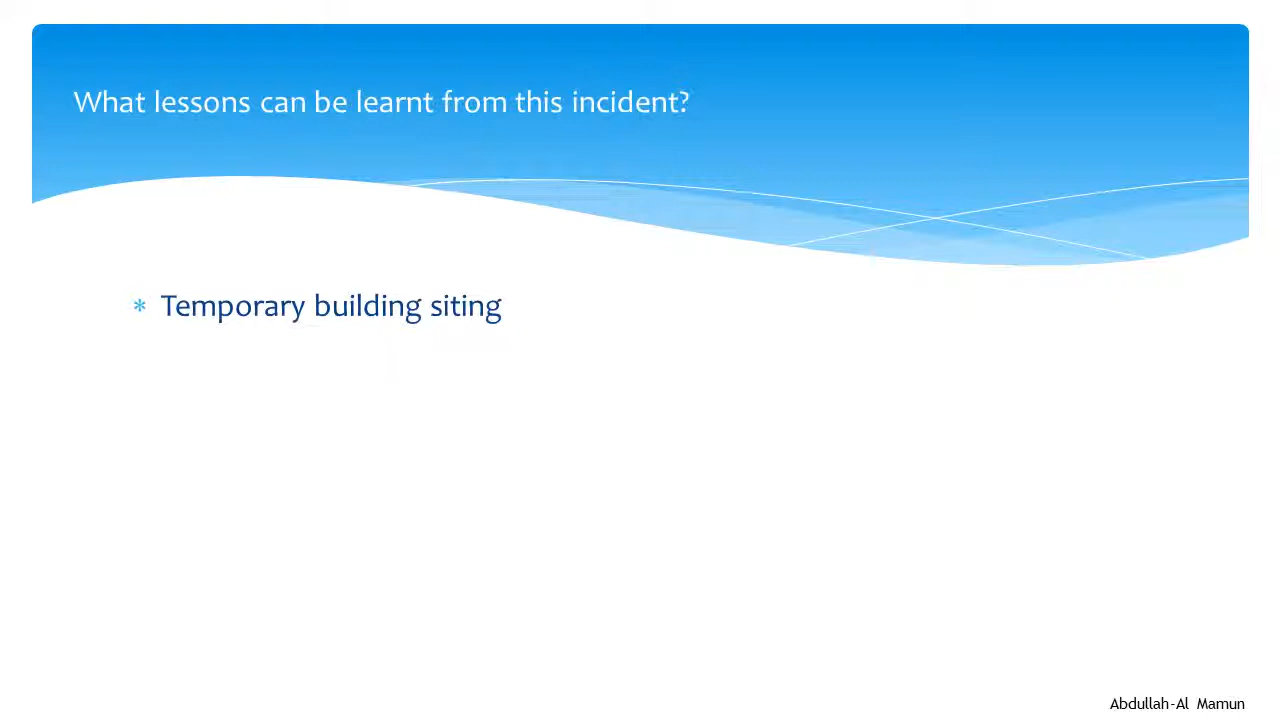 What lessons can be learnt from this incident?
* Temporary building siting
Abdullah-Al Mamun